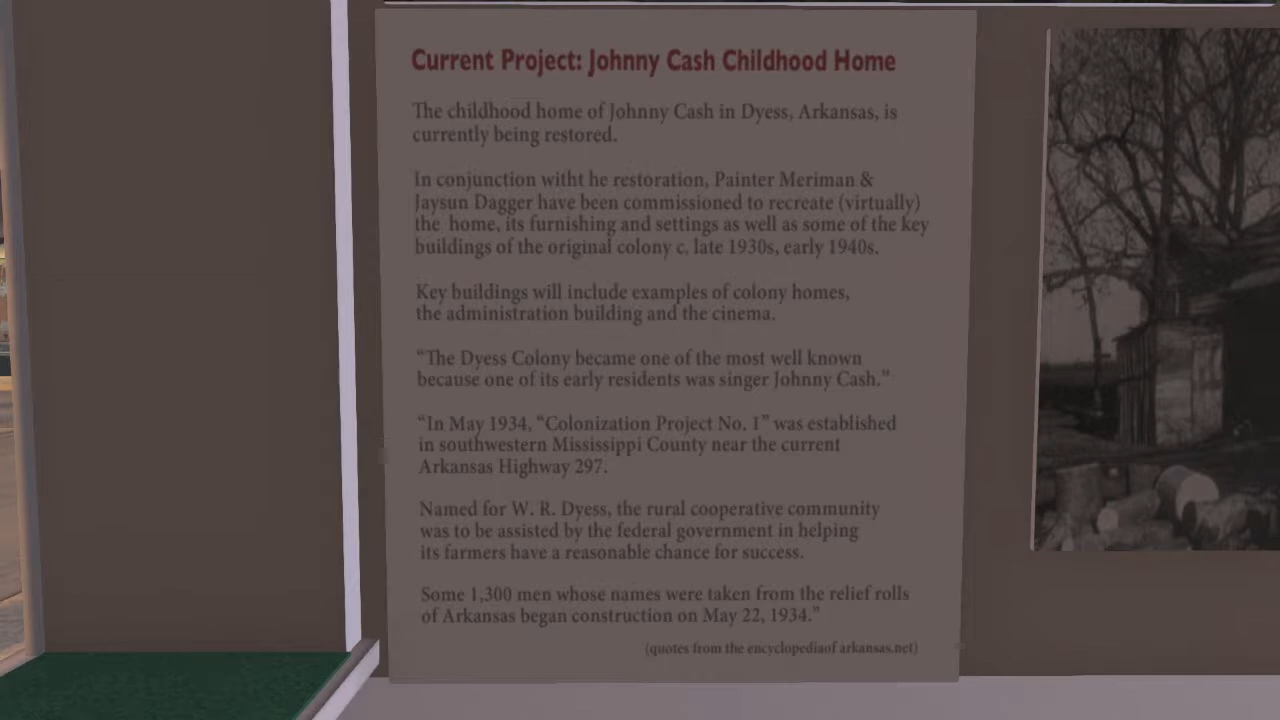 Current Project: Johnny Cash Childhood Home
The childhood home of Johnny Cash in Dyess, Arkansas, is
currently being restored.
In conjunction witht he restoration, Painter Meriman &
Jaysun Dagger have been commissioned to recreate (virtually)
the home, its furnishing and settings as well as some of the key
buildings of the original colony c. late 1930s, early 1940s.
Key buildings will include examples of colony homes,
the administration building and the cinema.
“The Dyess Colony became one of the most well known
because one of its early residents was singer Johnny Cash.”
“In May 1934, “Colonization Project No. 1” was established
in southwestern Mississippi County near the current
Arkansas Highway 297.
Named for W. R. Dyess, the rural cooperative community
was to be assisted by the federal government in helping
its farmers have a reasonable chance for success.
Some 1,300 men whose names were taken from the relief rolls
of Arkansas began construction on May 22, 1934.”
(quotes from the encyclopediaof arkansas.net)